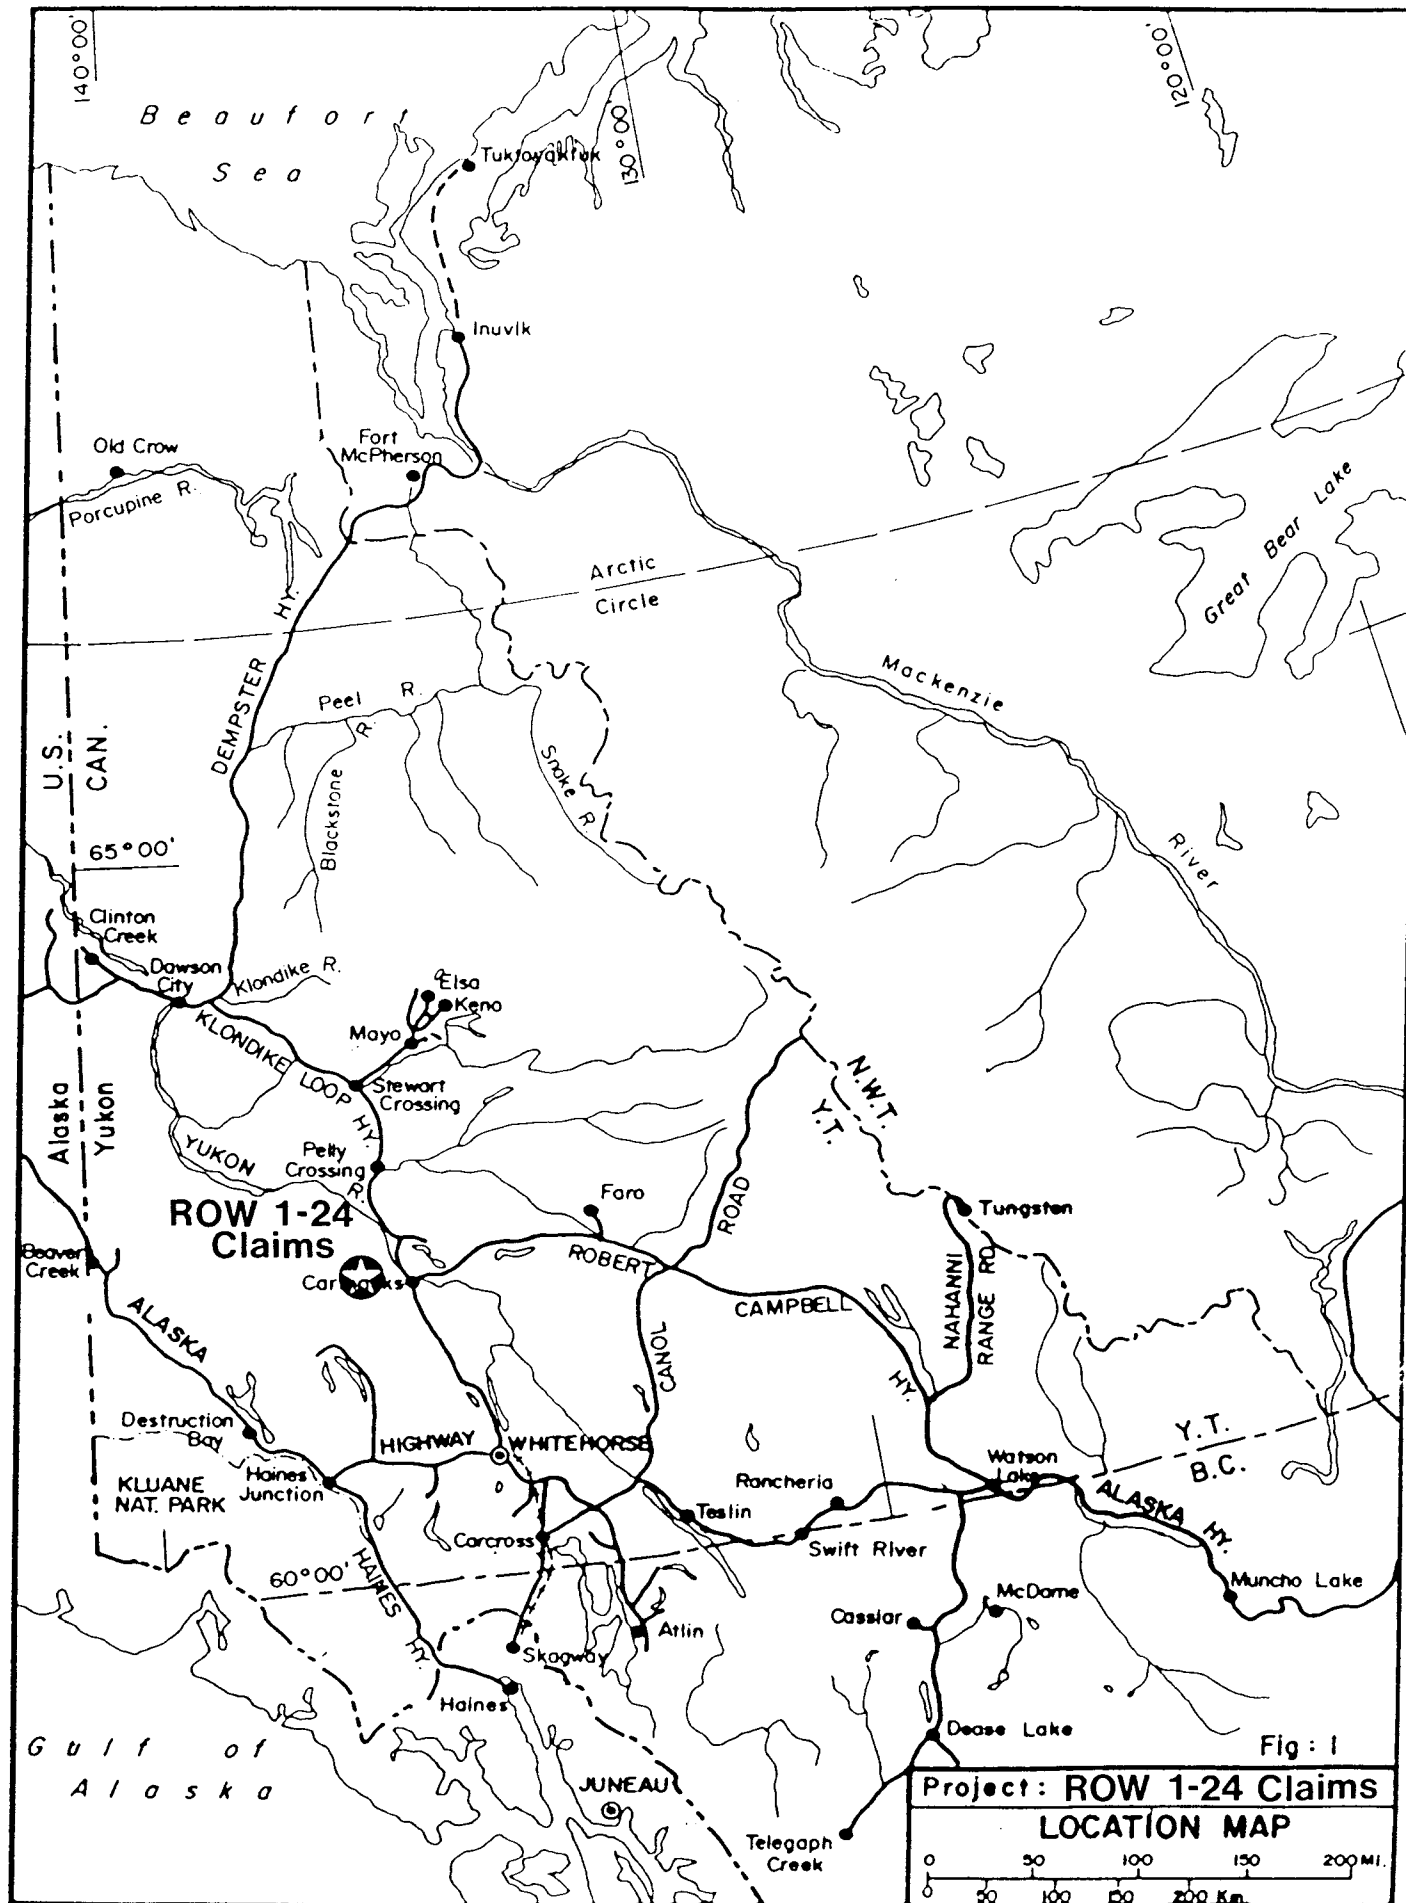 140°00'
130°00'
120°00'
Beaufort
Sea
Tuktoyaktuk
Inuvik
Old Crow
Porcupine R.
Fort
McPherson
Great Bear Lake
Arctic
Circle
DEMPSTER HY.
Mackenzie
River
Peel R.
Blackstone R.
Snake R.
U.S.
CAN.
65°00'
Clinton
Creek
Dawson
City
Klondike R.
Elsa
Keno
Mayo
KLONDIKE LOOP HY.
Stewart
Crossing
N.W.T.
Y.T.
Alaska
Yukon
YUKON R.
Pelly
Crossing
ROW 1-24
Claims
Faro
ROAD
Tungsten
Beaver
Creek
Carmacks
ROBERT
CAMPBELL
HY.
NAHANNI
RANGE RD.
ALASKA
CANOL
Destruction
Bay
HIGHWAY
WHITEHORSE
Y.T.
B.C.
KLUANE
NAT. PARK
Haines
Junction
Rancheria
Watson
Lake
ALASKA HY.
Teslin
Carcross
Swift River
60°00'
HAINES HY.
Muncho Lake
McDame
Cassiar
Atlin
Skagway
Haines
Dease Lake
Gulf of
Alaska
JUNEAU
Telegaph
Creek
Fig : 1
Project: ROW 1-24 Claims
LOCATION MAP
0 50 100 150 200 MI.
0 50 100 150 200 Km.